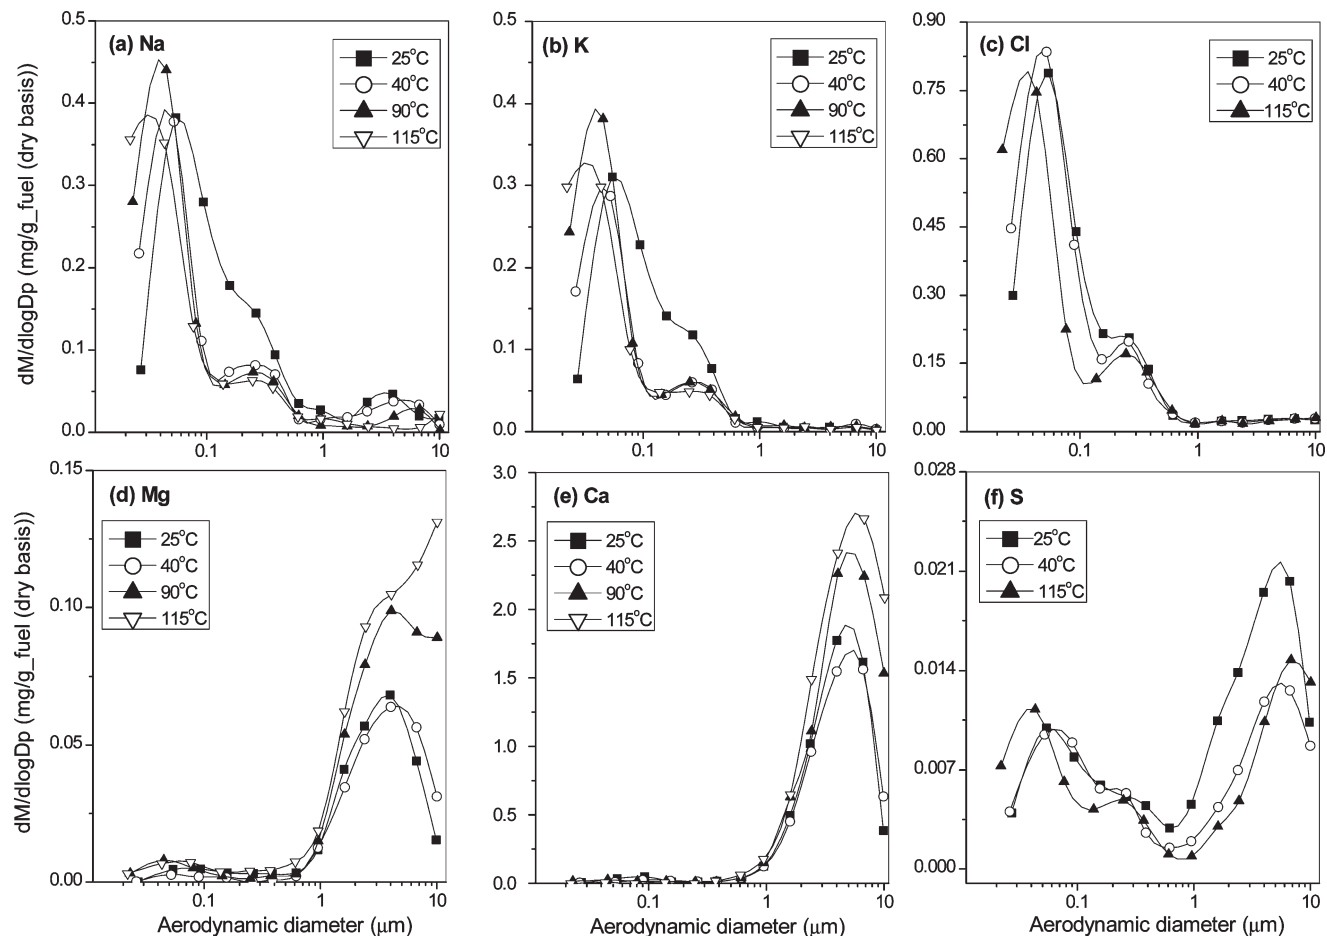 dM/dlogDp (mg/g_fuel (dry basis))
(a) Na
25°C
40°C
90°C
115°C
0.5
0.4
0.3
0.2
0.1
0.0
0.1
1
10
(b) K
25°C
40°C
90°C
115°C
0.5
0.4
0.3
0.2
0.1
0.0
0.1
1
10
(c) Cl
25°C
40°C
115°C
0.90
0.75
0.60
0.45
0.30
0.15
0.00
0.1
1
10
dM/dlogDp (mg/g_fuel (dry basis))
(d) Mg
25°C
40°C
90°C
115°C
0.15
0.10
0.05
0.00
0.1
1
10
Aerodynamic diameter (μm)
(e) Ca
25°C
40°C
90°C
115°C
3.0
2.5
2.0
1.5
1.0
0.5
0.0
0.1
1
10
Aerodynamic diameter (μm)
(f) S
25°C
40°C
115°C
0.028
0.021
0.014
0.007
0.000
0.1
1
10
Aerodynamic diameter (μm)